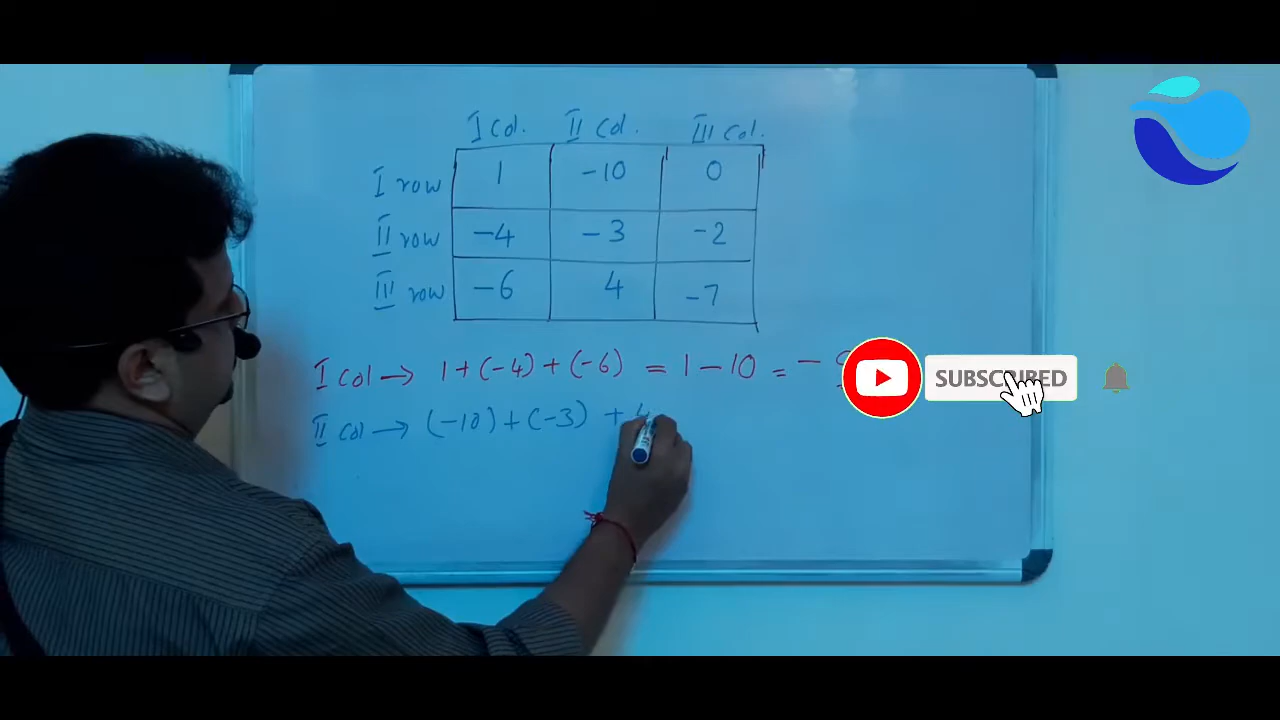 I Col. II Col. III Col.
I row 1 -10 0
II row -4 -3 -2
III row -6 4 -7
I Col → 1+(-4)+(-6) = 1-10 = -
SUBSCRIBED
II Col → (-10)+(-3) +4